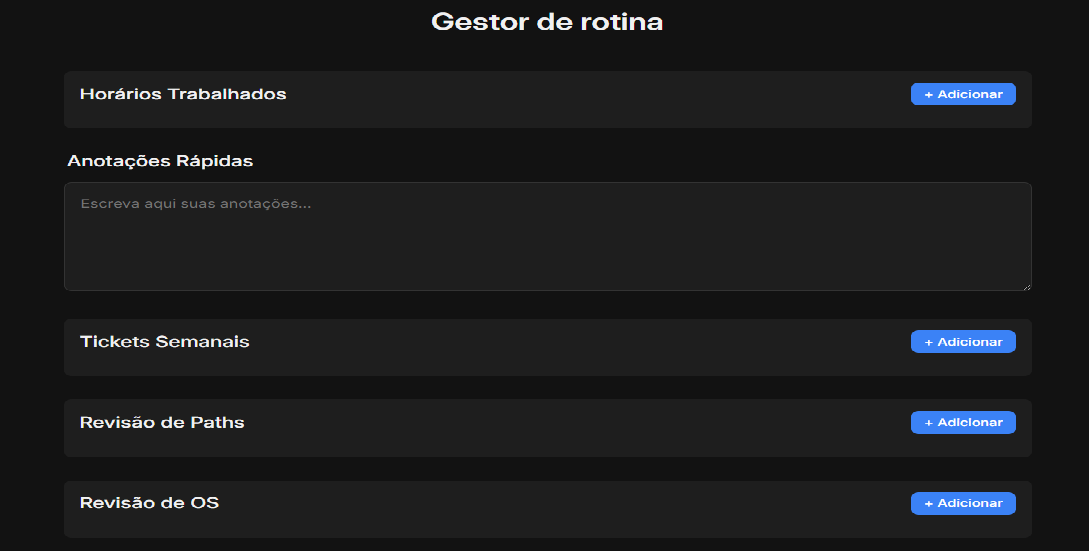 Gestor de rotina
Horários Trabalhados
+ Adicionar
Anotações Rápidas
Escreva aqui suas anotações...
Tickets Semanais
+ Adicionar
Revisão de Paths
+ Adicionar
Revisão de OS
+ Adicionar